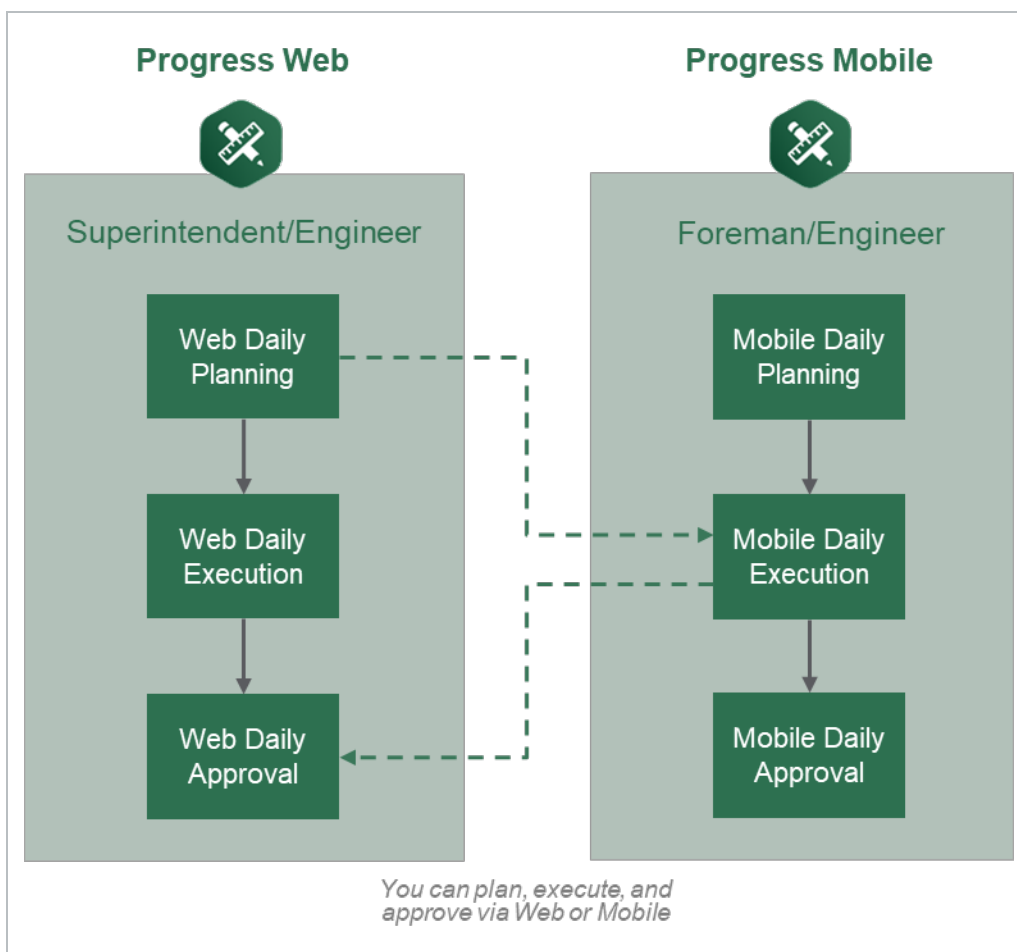 Progress Web
Progress Mobile
Superintendent/Engineer
Foreman/Engineer
Web Daily
Planning
Mobile Daily
Planning
Web Daily
Execution
Mobile Daily
Execution
Web Daily
Approval
Mobile Daily
Approval
You can plan, execute, and
approve via Web or Mobile